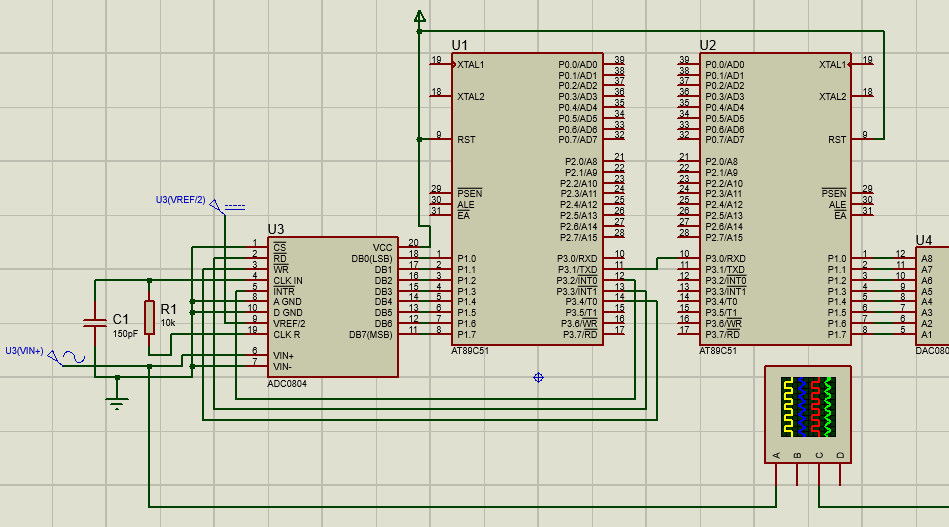 U1
19 XTAL1
18 XTAL2
9 RST
29 PSEN
30 ALE
31 EA
1 P1.0
2 P1.1
3 P1.2
4 P1.3
5 P1.4
6 P1.5
7 P1.6
8 P1.7
P0.0/AD0 39
P0.1/AD1 38
P0.2/AD2 37
P0.3/AD3 36
P0.4/AD4 35
P0.5/AD5 34
P0.6/AD6 33
P0.7/AD7 32
P2.0/A8 21
P2.1/A9 22
P2.2/A10 23
P2.3/A11 24
P2.4/A12 25
P2.5/A13 26
P2.6/A14 27
P2.7/A15 28
P3.0/RXD 10
P3.1/TXD 11
P3.2/INT0 12
P3.3/INT1 13
P3.4/T0 14
P3.5/T1 15
P3.6/WR 16
P3.7/RD 17
AT89C51
U2
39 P0.0/AD0
38 P0.1/AD1
37 P0.2/AD2
36 P0.3/AD3
35 P0.4/AD4
34 P0.5/AD5
33 P0.6/AD6
32 P0.7/AD7
21 P2.0/A8
22 P2.1/A9
23 P2.2/A10
24 P2.3/A11
25 P2.4/A12
26 P2.5/A13
27 P2.6/A14
28 P2.7/A15
10 P3.0/RXD
11 P3.1/TXD
12 P3.2/INT0
13 P3.3/INT1
14 P3.4/T0
15 P3.5/T1
16 P3.6/WR
17 P3.7/RD
XTAL1 19
XTAL2 18
RST 9
PSEN 29
ALE 30
EA 31
P1.0 1
P1.1 2
P1.2 3
P1.3 4
P1.4 5
P1.5 6
P1.6 7
P1.7 8
AT89C51
U3(VREF/2)
U3
1 CS
2 RD
3 WR
4 CLK IN
5 INTR
8 A GND
10 D GND
9 VREF/2
19 CLK R
6 VIN+
7 VIN-
VCC 20
DB0(LSB) 18
DB1 17
DB2 16
DB3 15
DB4 14
DB5 13
DB6 12
DB7(MSB) 11
ADC0804
C1
150pF
R1
10k
U3(VIN+)
U4
12 A8
11 A7
10 A6
9 A5
8 A4
7 A3
6 A2
5 A1
DAC080
A B C D